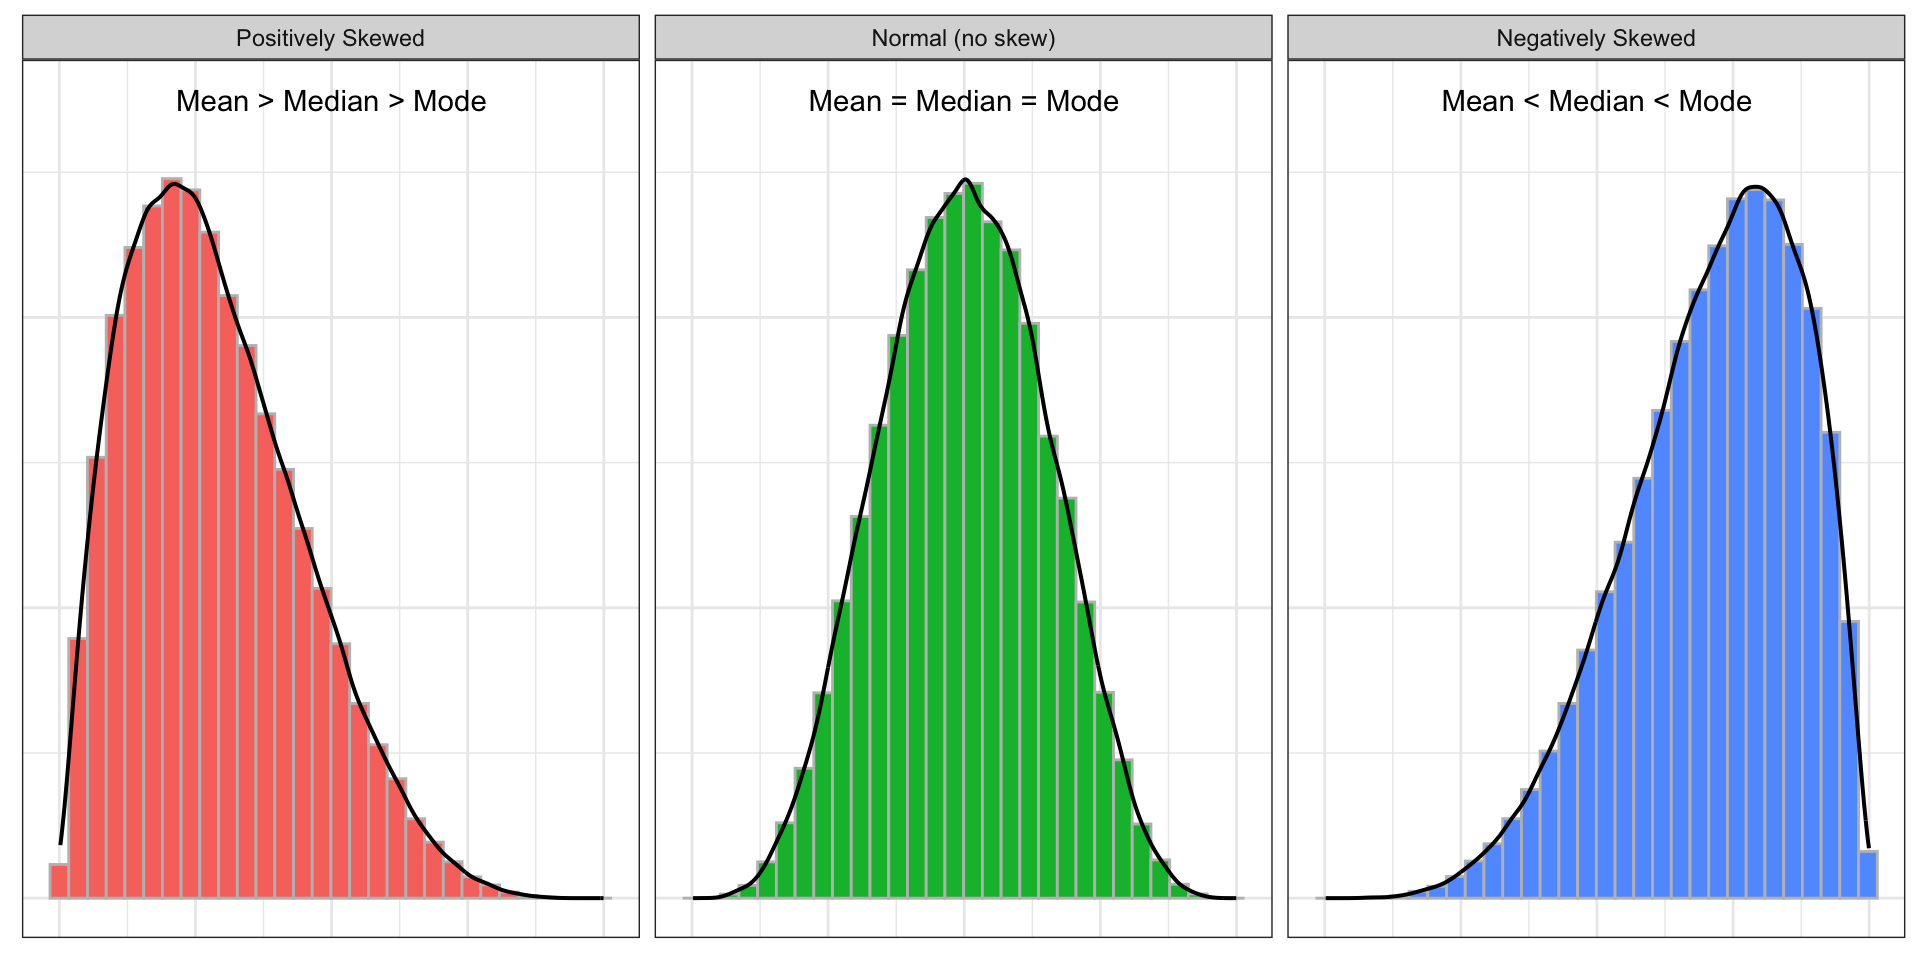 Positively Skewed
Mean > Median > Mode
Normal (no skew)
Mean = Median = Mode
Negatively Skewed
Mean < Median < Mode